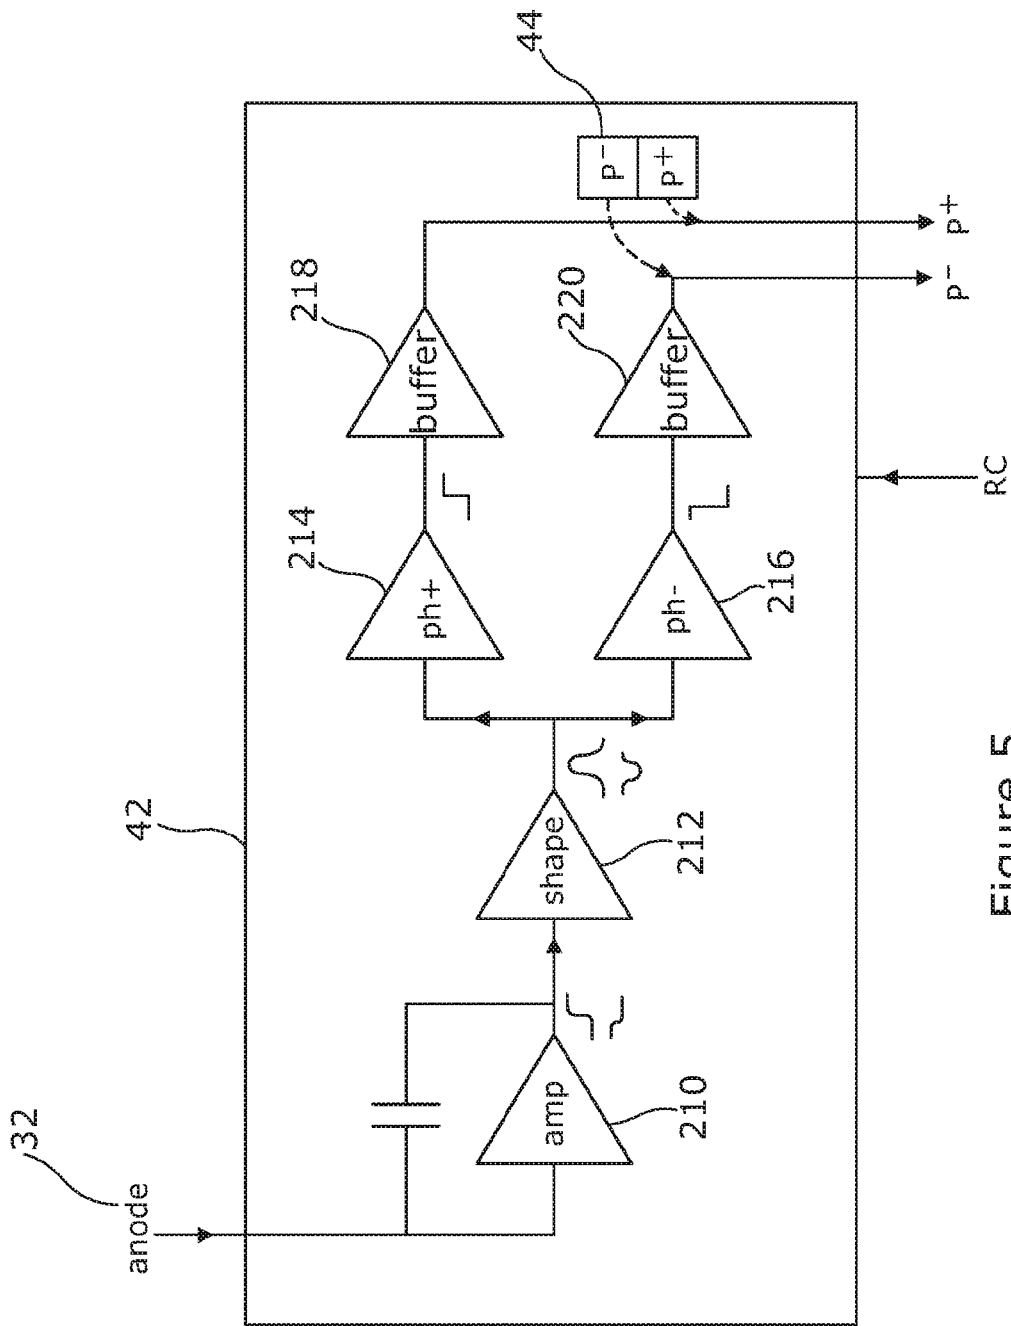 32
anode
42
amp
210
shape
212
214
ph+
ph-
216
218
buffer
220
buffer
44
P⁻
P⁺
RC
P⁻
P⁺
Figure 5